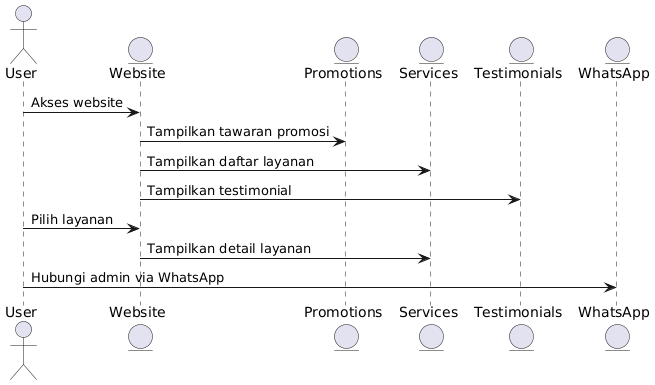 User Website Promotions Services Testimonials WhatsApp
Akses website
Tampilkan tawaran promosi
Tampilkan daftar layanan
Tampilkan testimonial
Pilih layanan
Tampilkan detail layanan
Hubungi admin via WhatsApp
User Website Promotions Services Testimonials WhatsApp